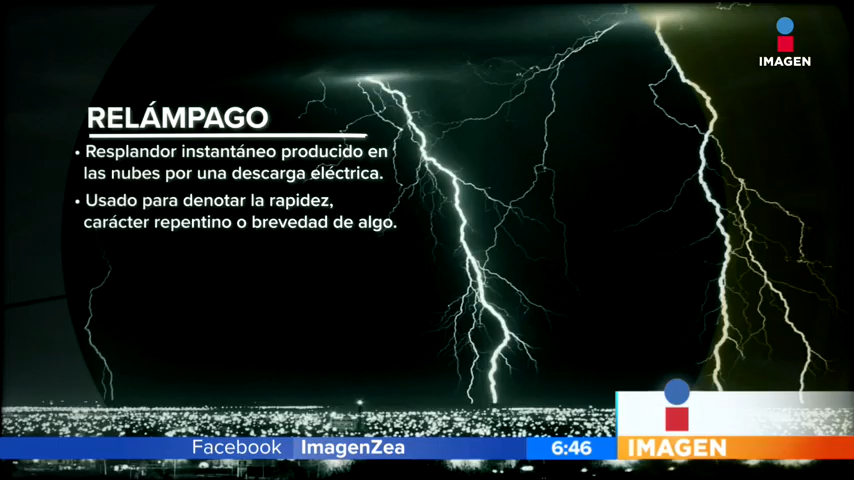 IMAGEN
RELÁMPAGO
• Resplandor instantáneo producido en
las nubes por una descarga eléctrica.
• Usado para denotar la rapidez,
carácter repentino o brevedad de algo.
Facebook ImagenZea 6:46 IMAGEN